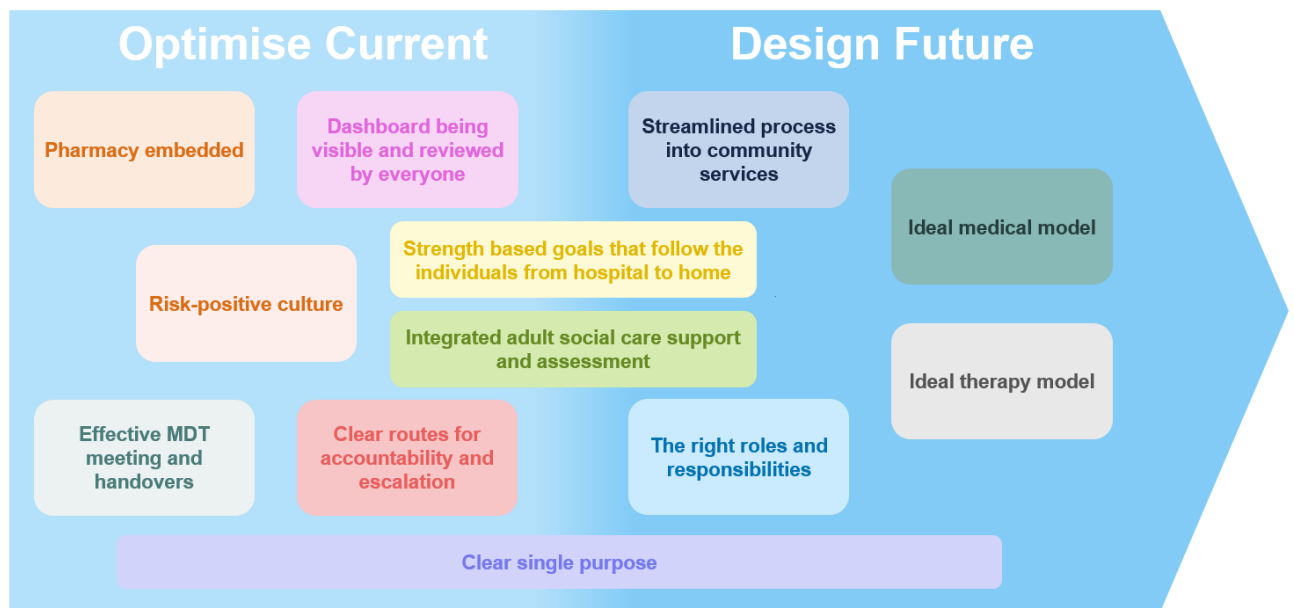 Optimise Current
Design Future
Pharmacy embedded
Dashboard being
visible and reviewed
by everyone
Streamlined process
into community
services
Ideal medical model
Strength based goals that follow the
individuals from hospital to home
Risk-positive culture
Integrated adult social care support
and assessment
Ideal therapy model
Effective MDT
meeting and
handovers
Clear routes for
accountability and
escalation
The right roles and
responsibilities
Clear single purpose